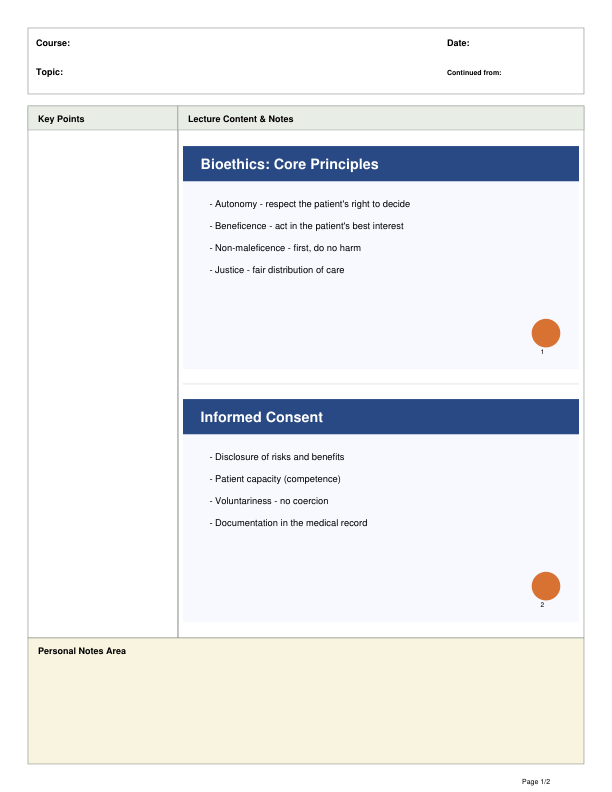 Course:
Date:
Topic:
Continued from:
Key Points
Lecture Content & Notes
Bioethics: Core Principles
- Autonomy - respect the patient's right to decide
- Beneficence - act in the patient's best interest
- Non-maleficence - first, do no harm
- Justice - fair distribution of care
1
Informed Consent
- Disclosure of risks and benefits
- Patient capacity (competence)
- Voluntariness - no coercion
- Documentation in the medical record
2
Personal Notes Area
Page 1/2